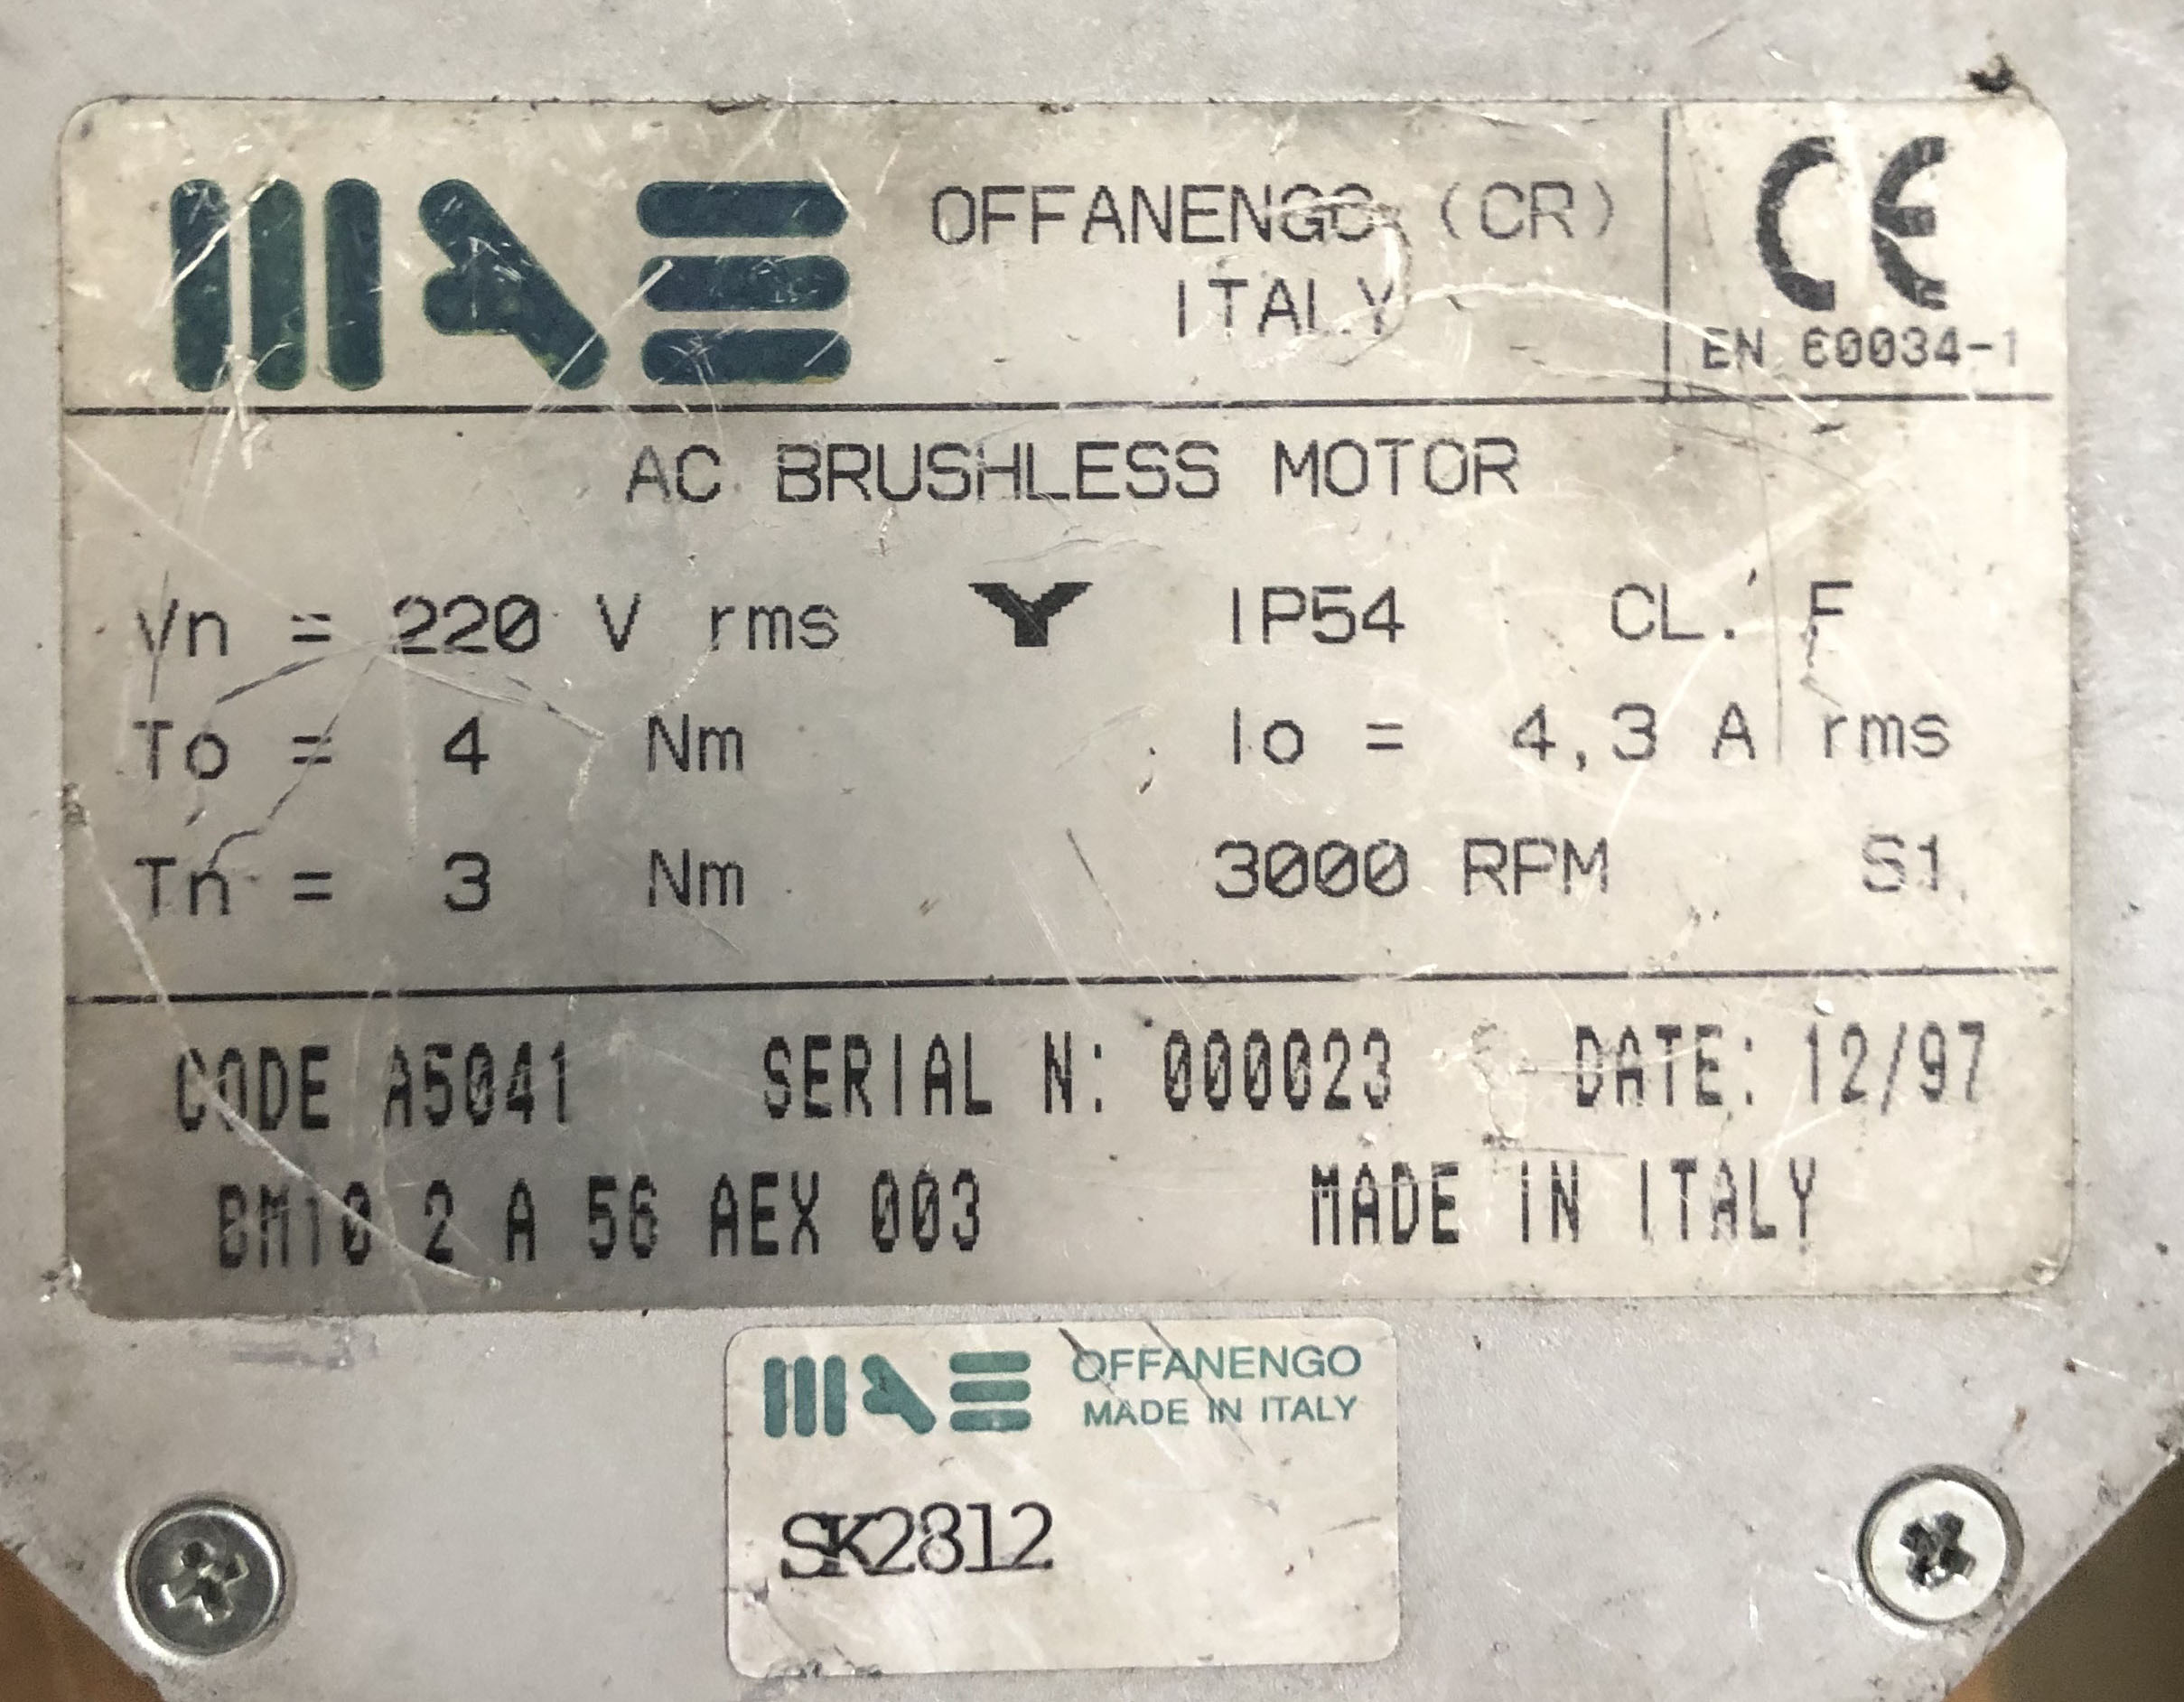 MAE OFFANENGO (CR)
ITALY
CE
EN 60034-1
AC BRUSHLESS MOTOR
Vn = 220 V rms Y IP54 CL. F
To = 4 Nm Io = 4,3 A rms
Tn = 3 Nm 3000 RPM S1
CODE A5041 SERIAL N: 000023 DATE: 12/97
BM10 2 A 56 AEX 003 MADE IN ITALY
MAE OFFANENGO
MADE IN ITALY
SK2812